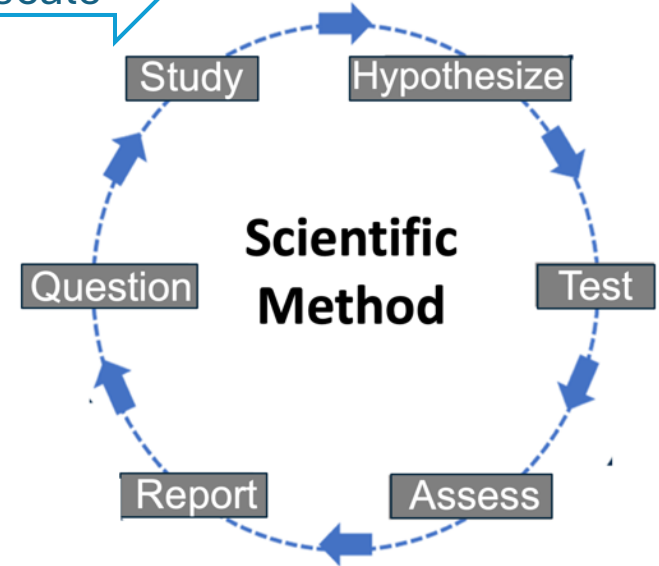 Study
Hypothesize
Scientific
Method
Question
Test
Report
Assess